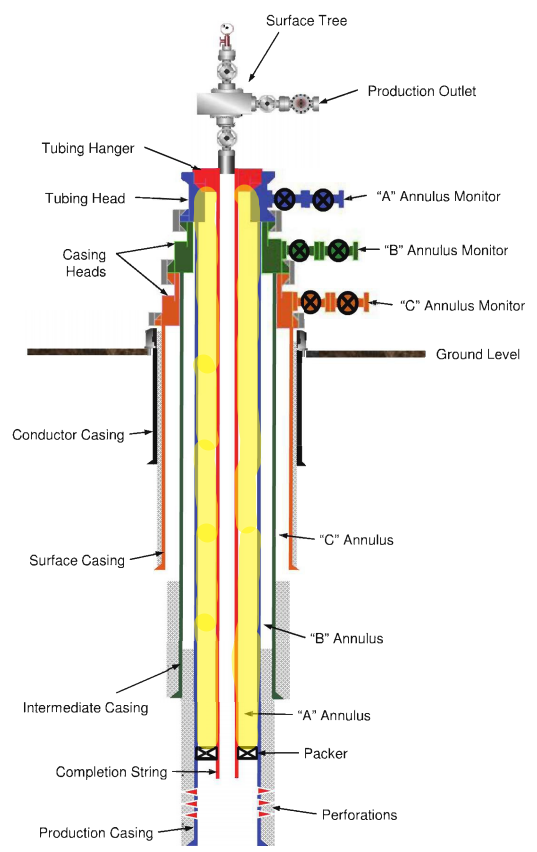 Surface Tree
Production Outlet
Tubing Hanger
Tubing Head
"A" Annulus Monitor
Casing
Heads
"B" Annulus Monitor
"C" Annulus Monitor
Ground Level
Conductor Casing
"C" Annulus
Surface Casing
"B" Annulus
Intermediate Casing
"A" Annulus
Packer
Completion String
Perforations
Production Casing